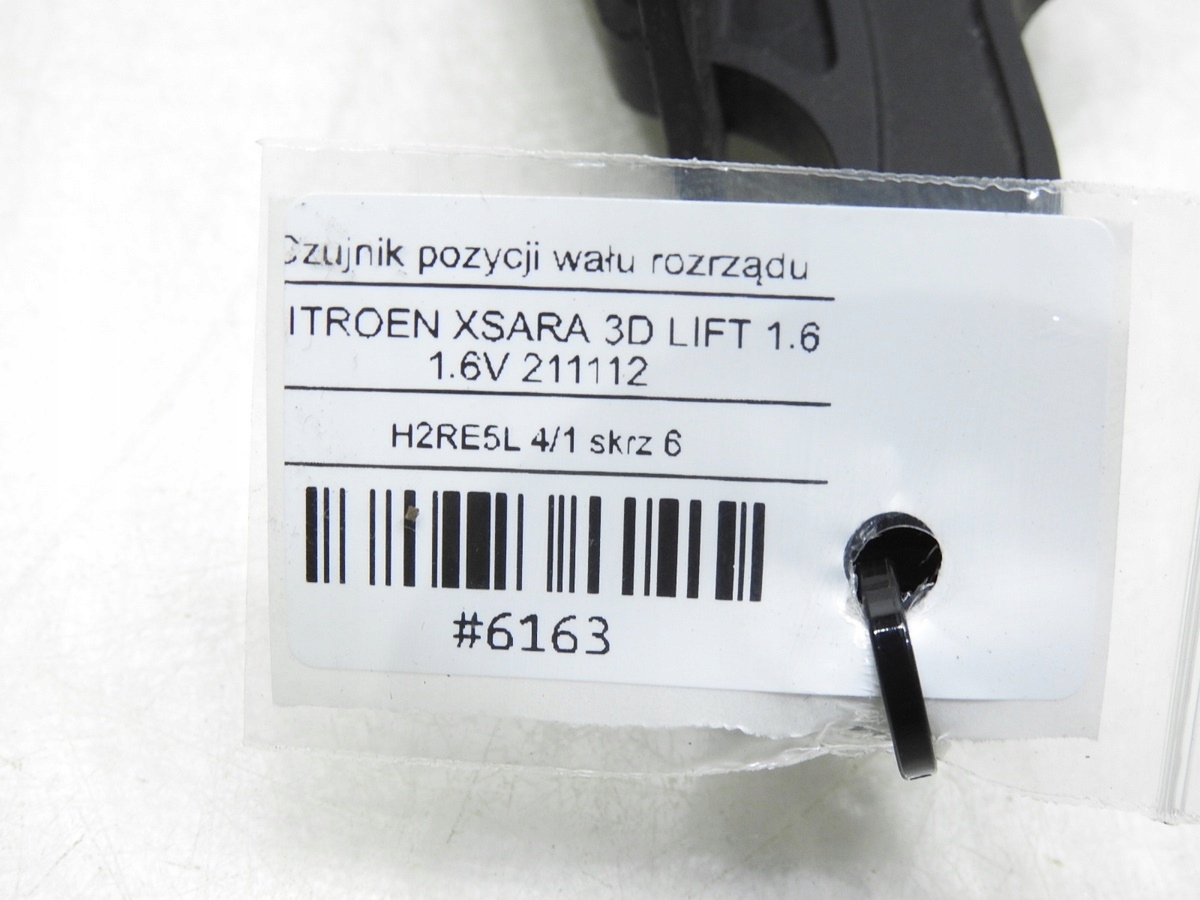 Czujnik pozycji wału rozrządu
ITROEN XSARA 3D LIFT 1.6
1.6V 211112
H2RE5L 4/1 skrz 6
#6163